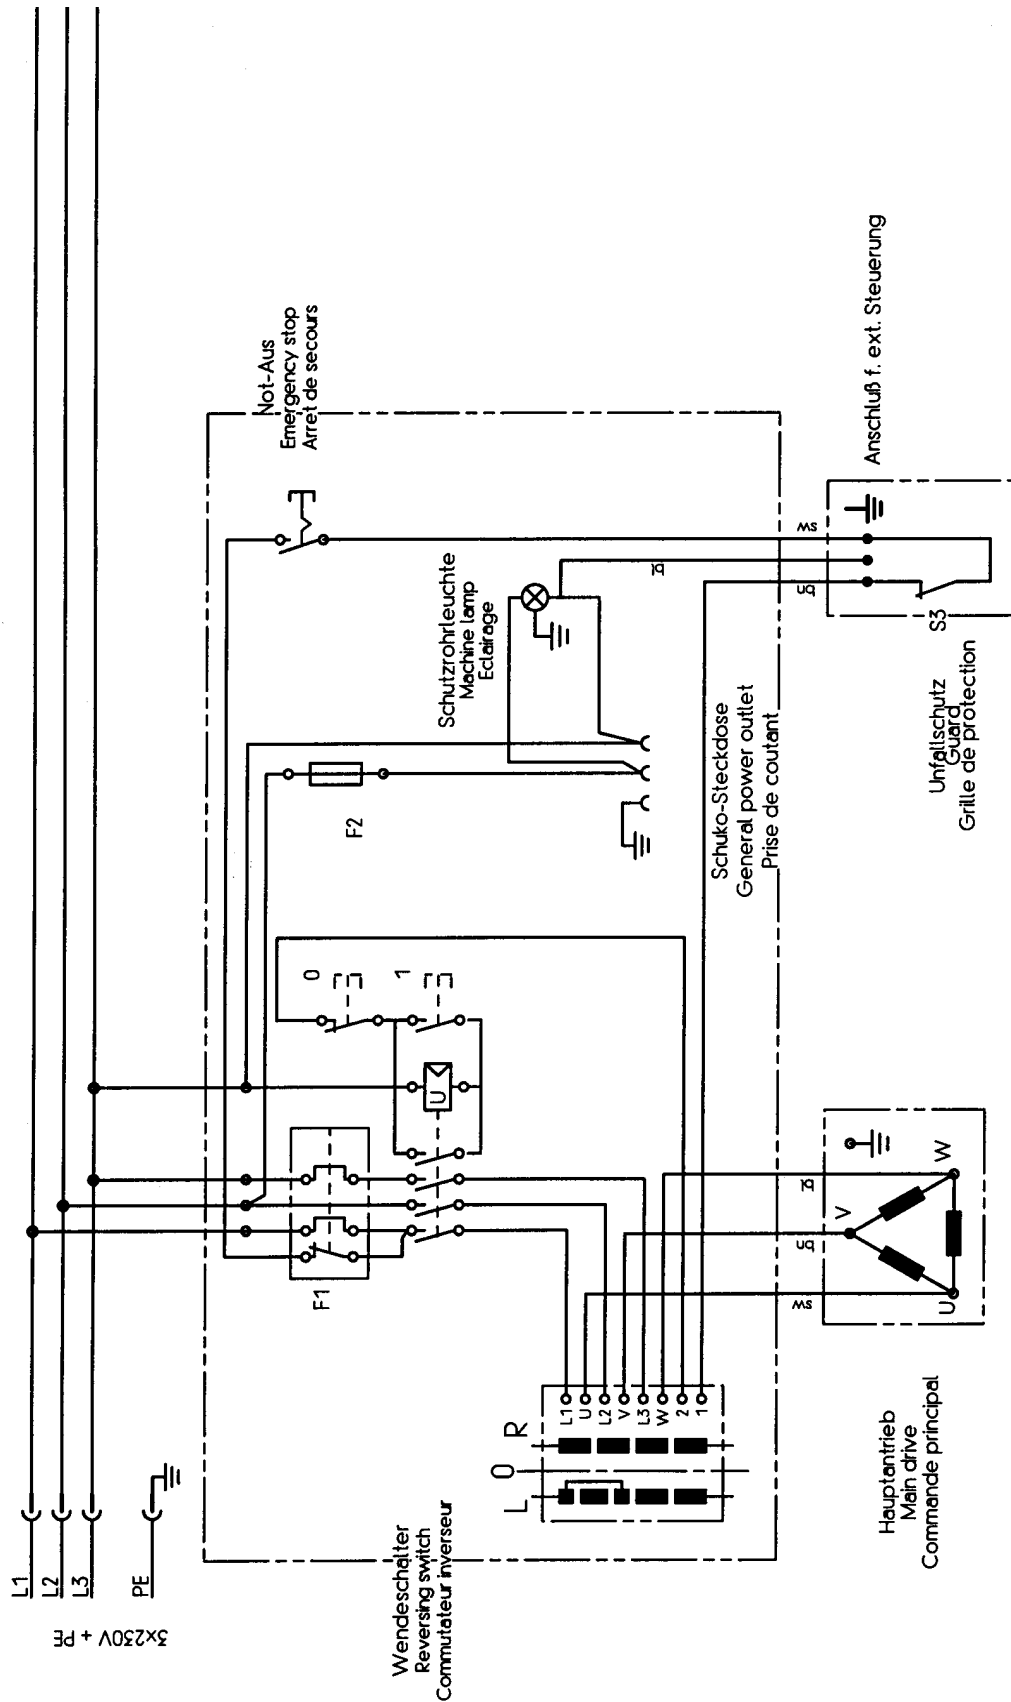 L1
L2
L3
PE
3x230V + PE
Not-Aus
Emergency stop
Arret de secours
Schutzrohrleuchte
Machine lamp
Eclairage
F2
Schuko-Steckdose
General power outlet
Prise de coutant
0
1
U
F1
Wendeschalter
Reversing switch
Commutateur inverseur
L
0
R
L1
U
L2
V
L3
W
2
1
sw
gn
bl
U
V
W
Hauptantrieb
Main drive
Commande principal
gn
bl
sw
S3
Anschluß f. ext. Steuerung
Unfallschutz
Guard
Grille de protection